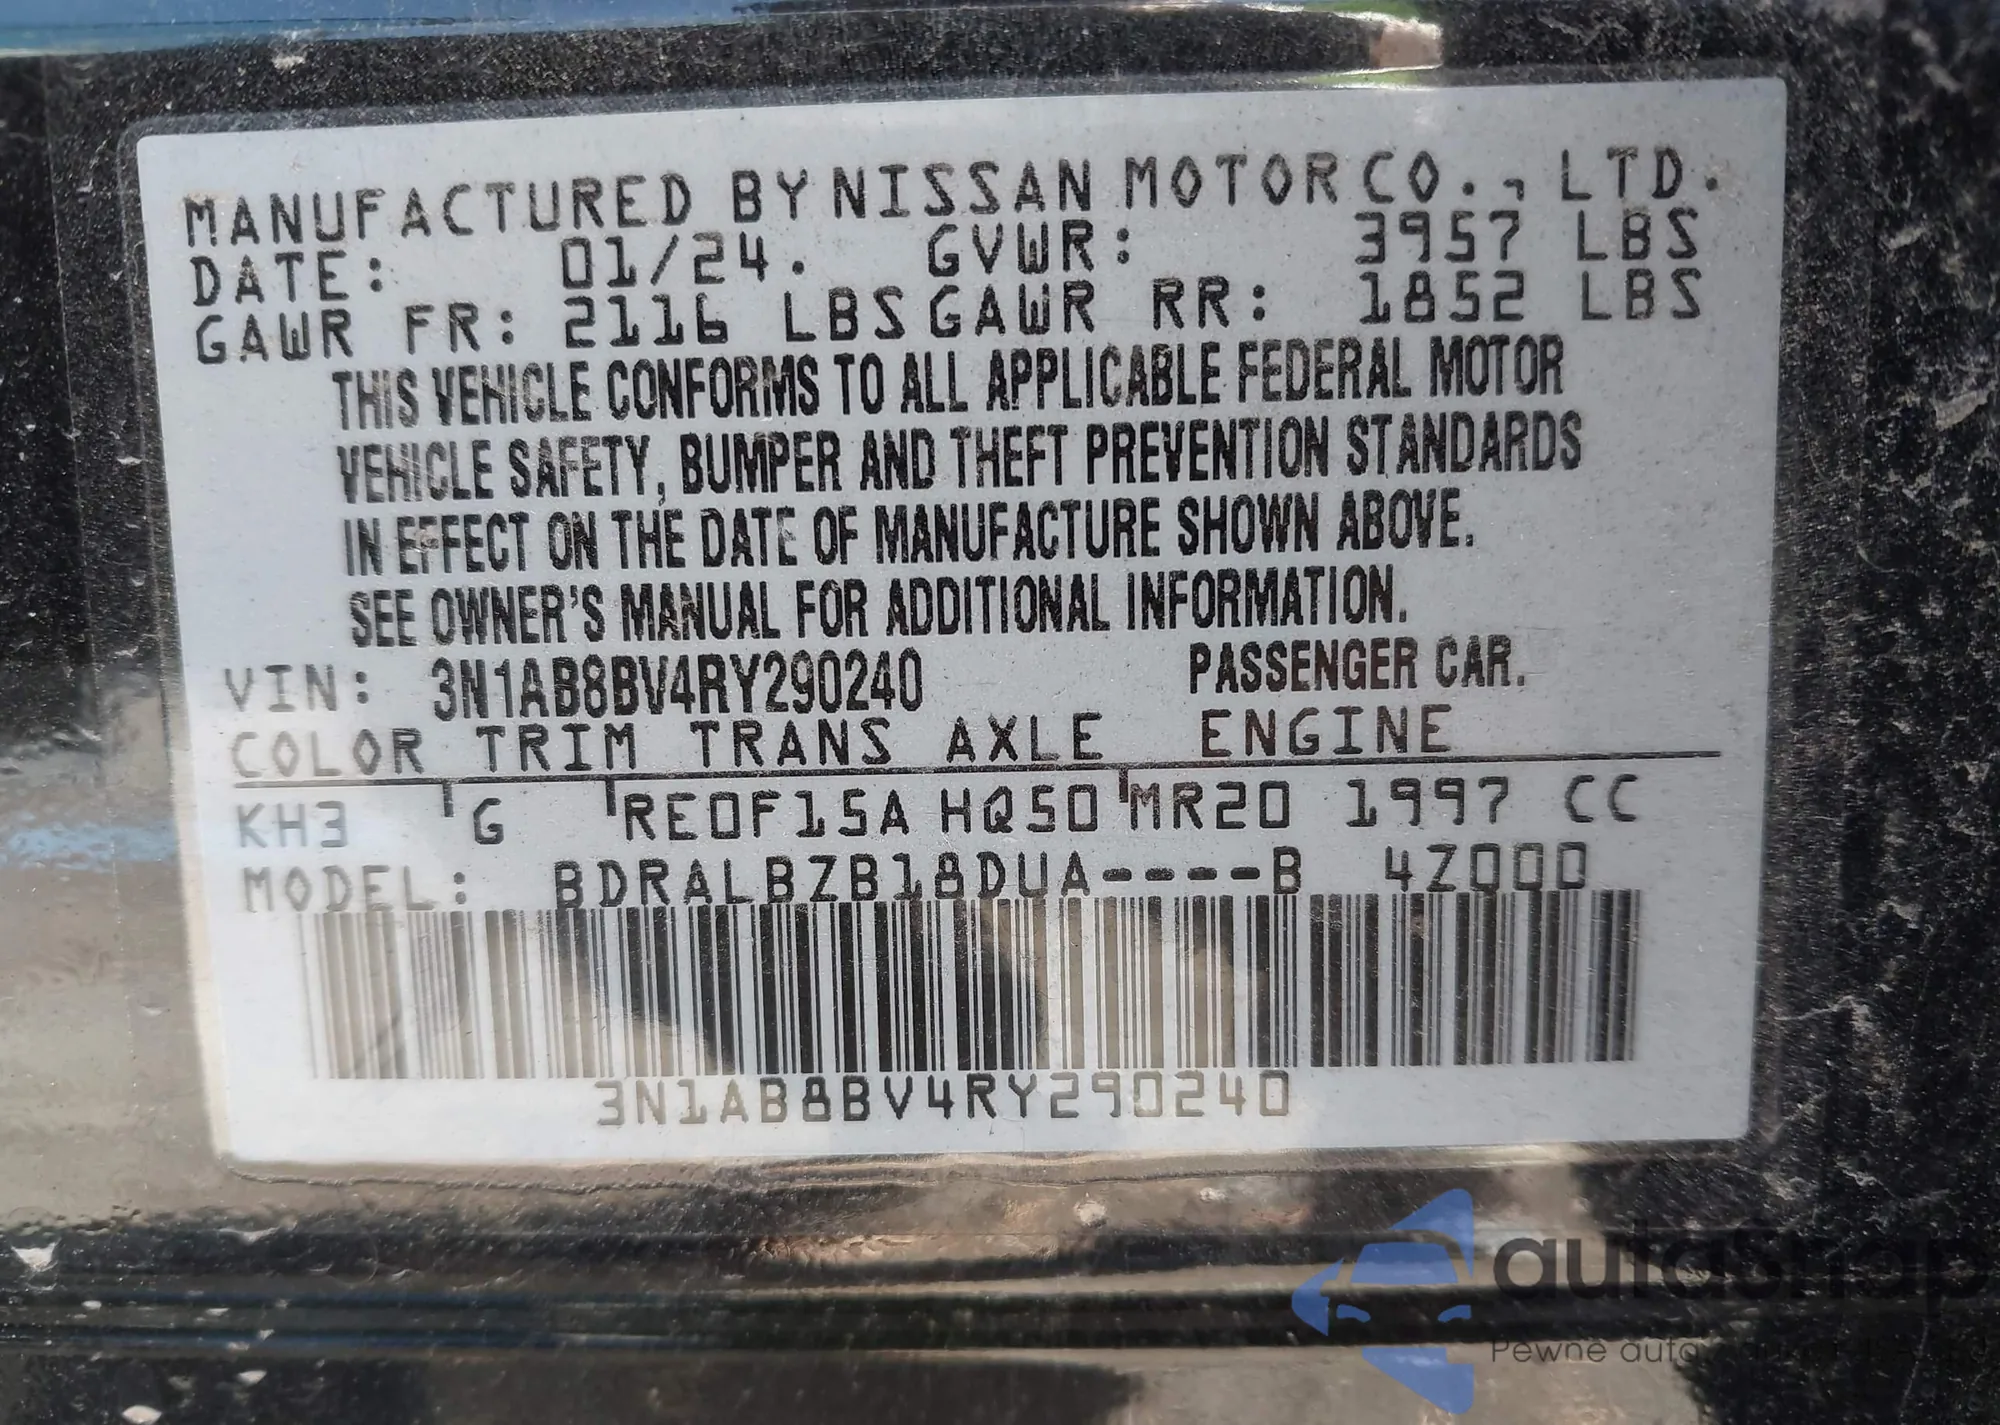 MANUFACTURED BY NISSAN MOTOR CO., LTD.
DATE: 01/24. GVWR: 3957 LBS
GAWR FR: 2116 LBS GAWR RR: 1852 LBS
THIS VEHICLE CONFORMS TO ALL APPLICABLE FEDERAL MOTOR
VEHICLE SAFETY, BUMPER AND THEFT PREVENTION STANDARDS
IN EFFECT ON THE DATE OF MANUFACTURE SHOWN ABOVE.
SEE OWNER'S MANUAL FOR ADDITIONAL INFORMATION.
VIN: 3N1AB8BV4RY290240 PASSENGER CAR.
COLOR TRIM TRANS AXLE ENGINE
KH3 G RE0F15A HQ50 MR20 1997 CC
MODEL: BDRALBZB18DUA----B 4Z000
3N1AB8BV4RY290240
autasnap
Pewne auta